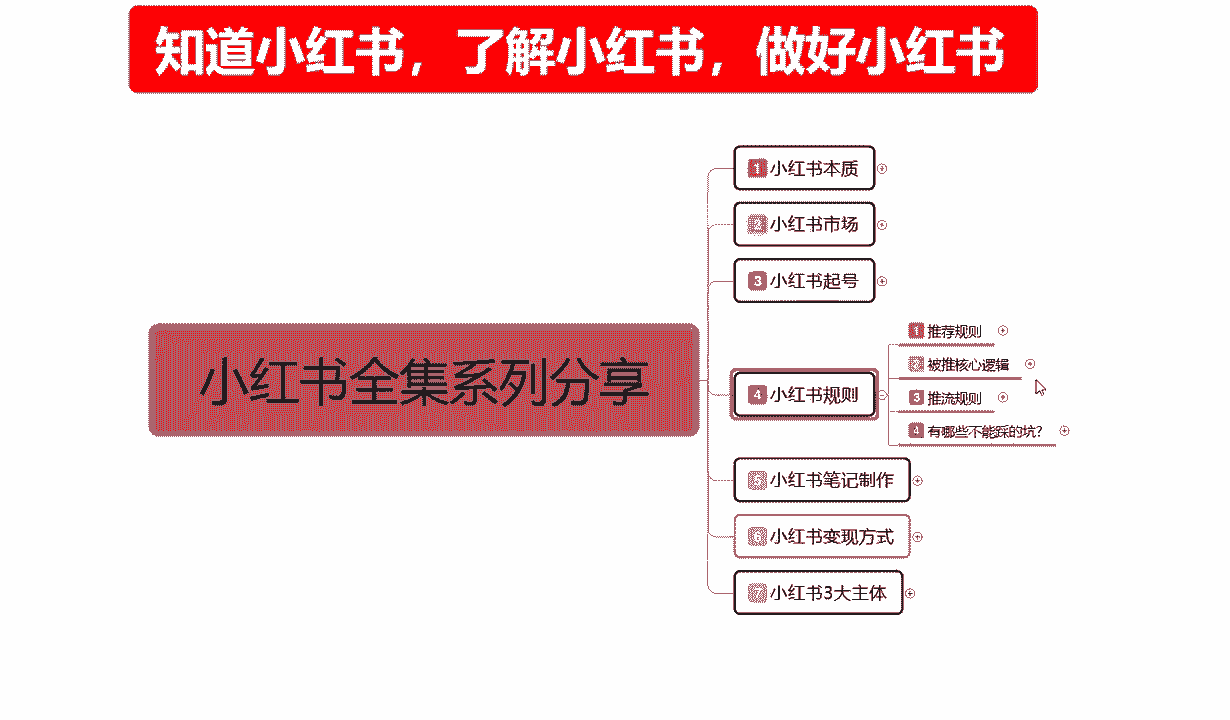 知道小红书，了解小红书，做好小红书
小红书全集系列分享
1 小红书本质
2 小红书市场
3 小红书起号
4 小红书规则
1 推荐规则
2 被推核心逻辑
3 推流规则
4 有哪些不能踩的坑?
5 小红书笔记制作
6 小红书变现方式
7 小红书3大主体